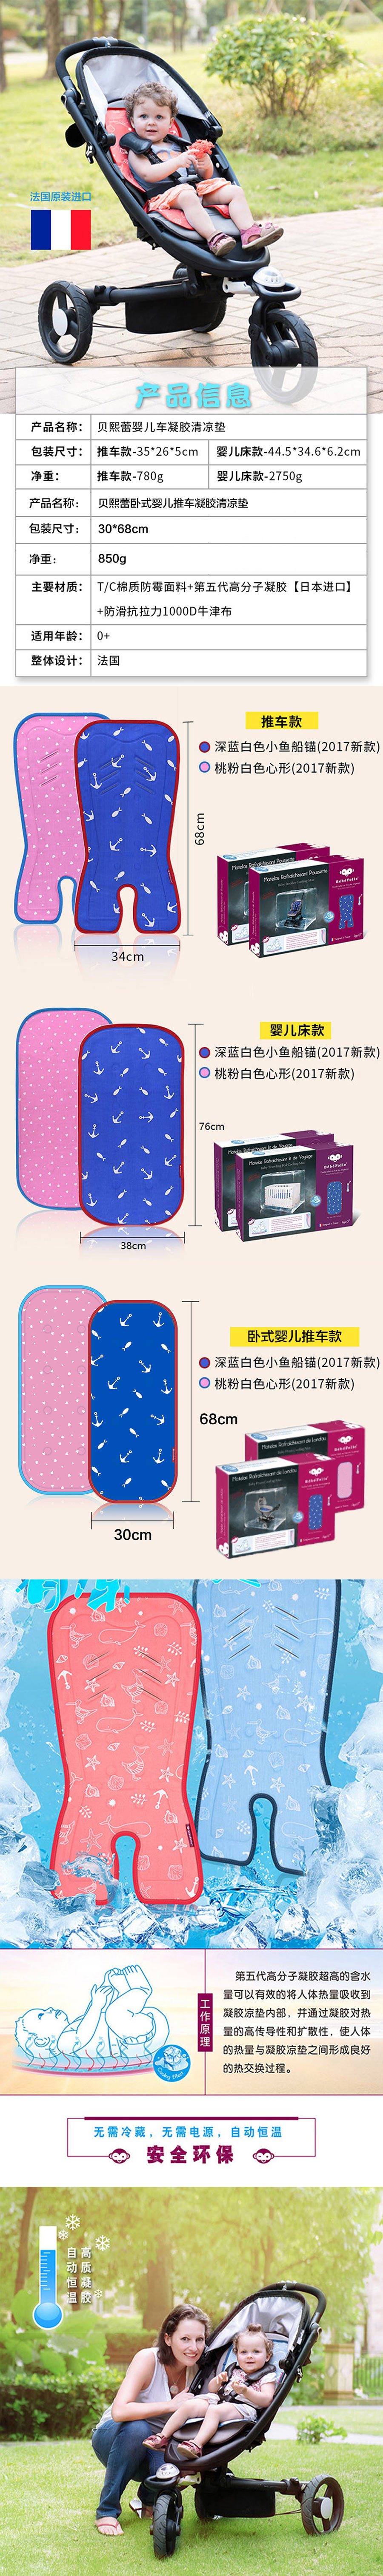 法国原装进口
产品信息
产品名称： 贝熙蕾婴儿车凝胶清凉垫
包装尺寸： 推车款-35*26*5cm 婴儿床款-44.5*34.6*6.2cm
净重： 推车款-780g 婴儿床款-2750g
产品名称： 贝熙蕾卧式婴儿推车凝胶清凉垫
包装尺寸： 30*68cm
净重： 850g
主要材质： T/C棉质防霉面料+第五代高分子凝胶【日本进口】
+防滑抗拉力1000D牛津布
适用年龄： 0+
整体设计： 法国
推车款
深蓝白色小鱼船锚(2017新款)
桃粉白色心形(2017新款)
68cm
34cm
Matelas Rafraîchissant Poussette
BébéPulla
婴儿床款
深蓝白色小鱼船锚(2017新款)
桃粉白色心形(2017新款)
76cm
38cm
Matelas Rafraîchissant lit de Voyage
卧式婴儿推车款
深蓝白色小鱼船锚(2017新款)
桃粉白色心形(2017新款)
68cm
30cm
Matelas Rafraîchissant de Landau
第五代高分子凝胶超高的含水
量可以有效的将人体热量吸收到
凝胶凉垫内部，并通过凝胶对热
量的高传导性和扩散性，使人体
的热量与凝胶凉垫之间形成良好
的热交换过程。
工作原理
无需冷藏，无需电源，自动恒温
安全环保
高质凝胶
自动恒温